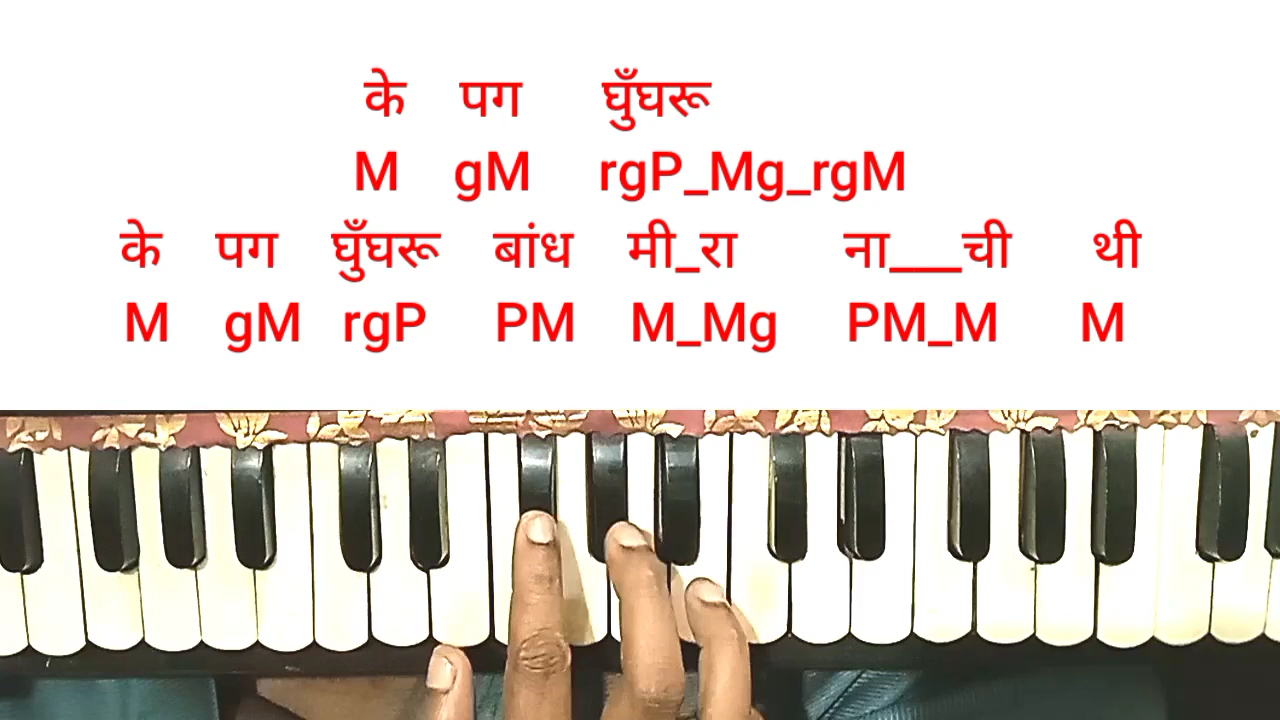 के पग घुँघरू
M gM rgP_Mg_rgM
के पग घुँघरू बांध मी_रा ना___ची थी
M gM rgP PM M_Mg PM_M M